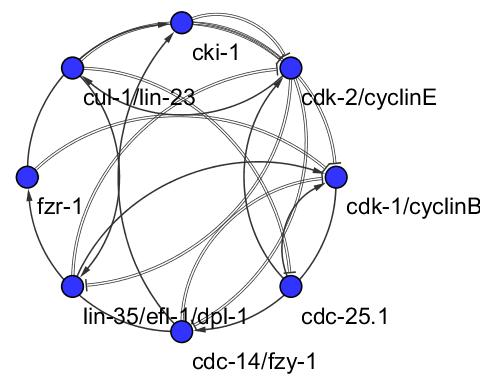 cki-1
cul-1/lin-23
cdk-2/cyclinE
fzr-1
cdk-1/cyclinB
lin-35/efl-1/dpl-1
cdc-25.1
cdc-14/fzy-1